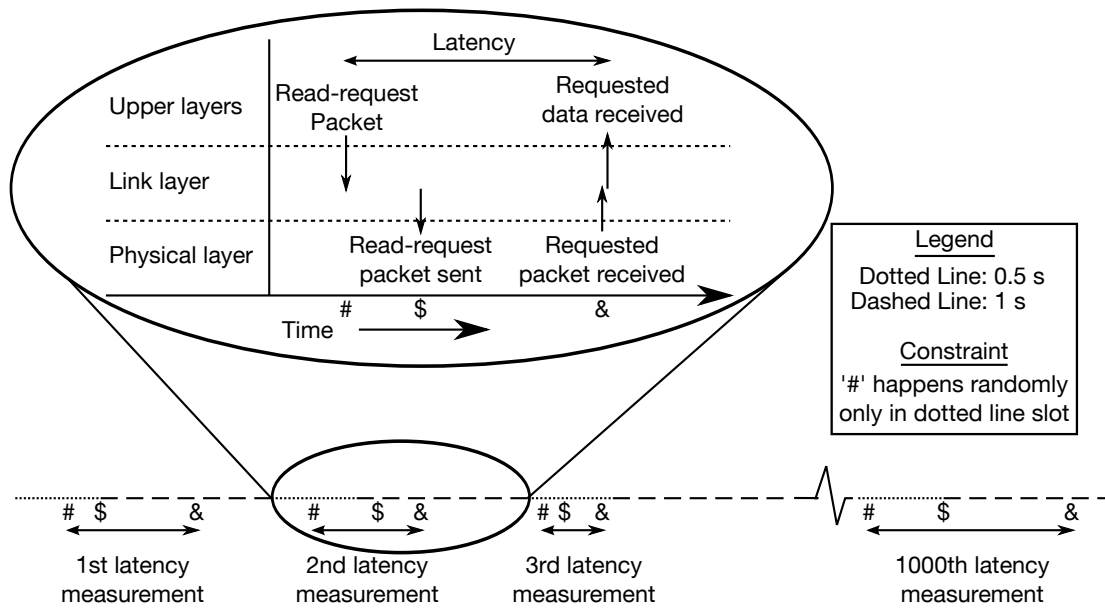 Latency
Upper layers
Read-request
Packet
Requested
data received
Link layer
Physical layer
Read-request
packet sent
Requested
packet received
# $ &
Time
Legend
Dotted Line: 0.5 s
Dashed Line: 1 s
Constraint
'#' happens randomly
only in dotted line slot
# $ &
# $ &
# $ &
# $ &
1st latency
measurement
2nd latency
measurement
3rd latency
measurement
1000th latency
measurement